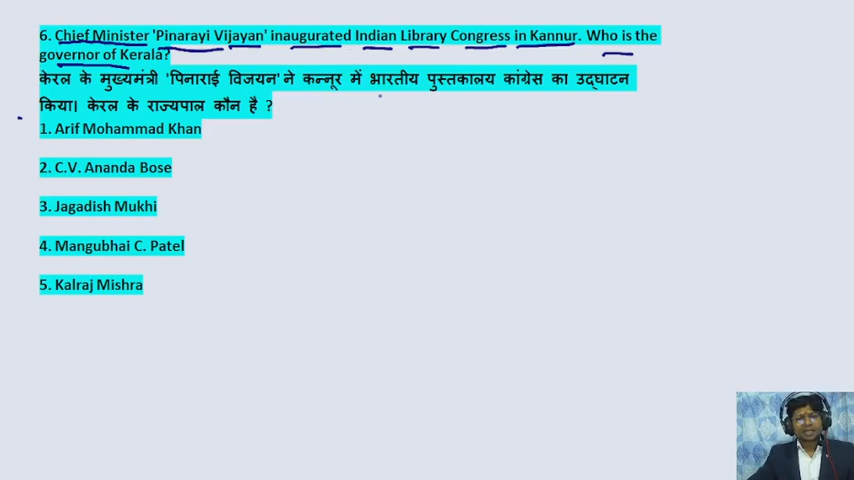 6. Chief Minister 'Pinarayi Vijayan' inaugurated Indian Library Congress in Kannur. Who is the
governor of Kerala?
केरल के मुख्यमंत्री 'पिनाराई विजयन' ने कन्नूर में भारतीय पुस्तकालय कांग्रेस का उद्घाटन
किया। केरल के राज्यपाल कौन है ?
1. Arif Mohammad Khan
2. C.V. Ananda Bose
3. Jagadish Mukhi
4. Mangubhai C. Patel
5. Kalraj Mishra